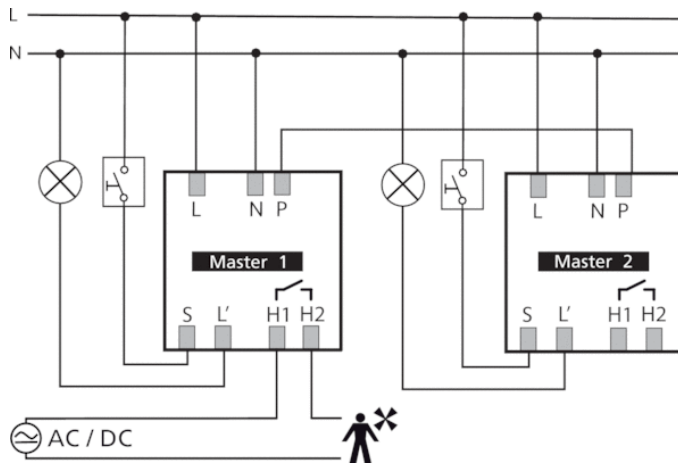 L
N
L N P
L N P
Master 1
Master 2
S L' H1 H2
S L' H1 H2
AC / DC